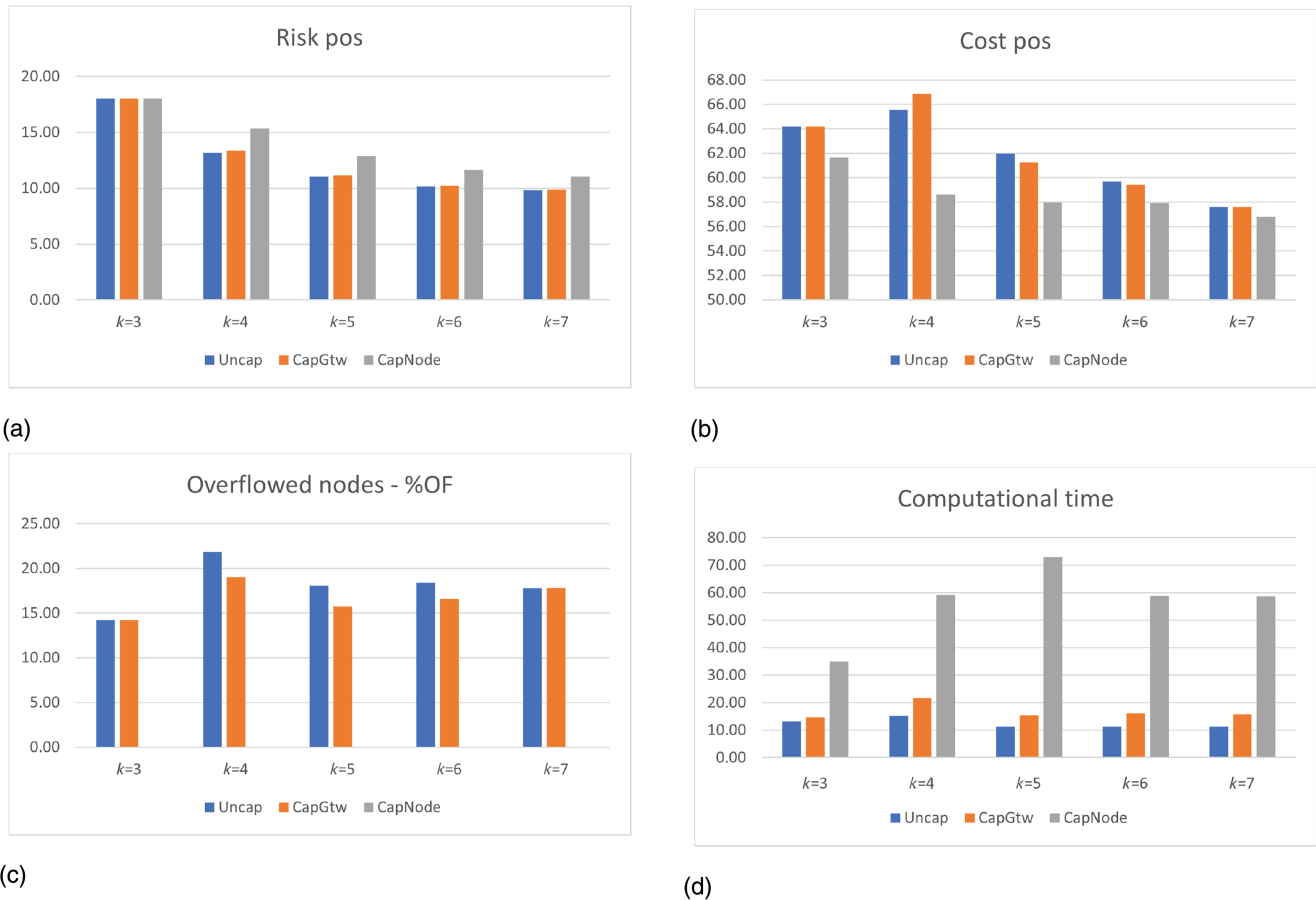 Risk pos
20.00
15.00
10.00
5.00
0.00
k=3 k=4 k=5 k=6 k=7
Uncap CapGtw CapNode
(a)
Cost pos
68.00
66.00
64.00
62.00
60.00
58.00
56.00
54.00
52.00
50.00
k=3 k=4 k=5 k=6 k=7
Uncap CapGtw CapNode
(b)
Overflowed nodes - %OF
25.00
20.00
15.00
10.00
5.00
0.00
k=3 k=4 k=5 k=6 k=7
Uncap CapGtw CapNode
(c)
Computational time
80.00
70.00
60.00
50.00
40.00
30.00
20.00
10.00
0.00
k=3 k=4 k=5 k=6 k=7
Uncap CapGtw CapNode
(d)